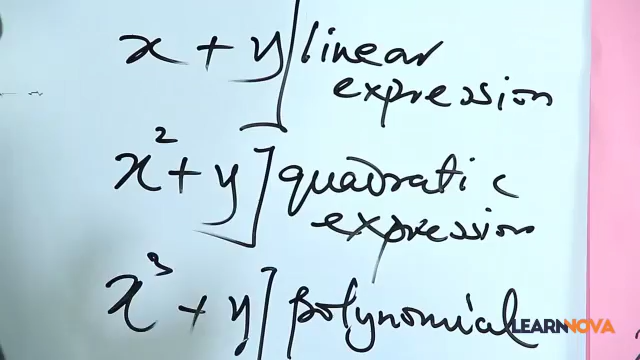 x + y] linear
expression
x² + y] quadratic
expression
x³ + y] polynomial
LEARNNOVA